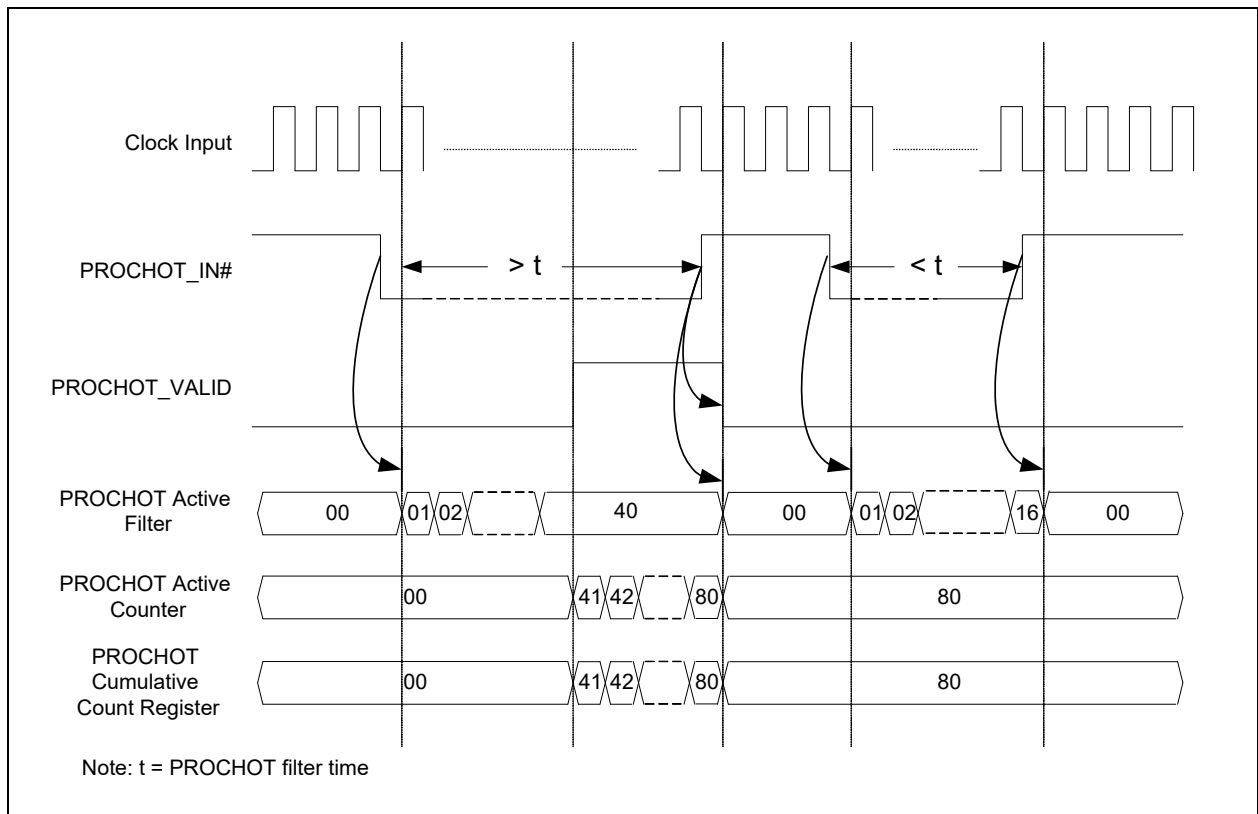 Clock Input
PROCHOT_IN#
> t
< t
PROCHOT_VALID
PROCHOT Active
Filter
00
01
02
40
00
01
02
16
00
PROCHOT Active
Counter
00
41
42
80
80
PROCHOT
Cumulative
Count Register
00
41
42
80
80
Note: t = PROCHOT filter time